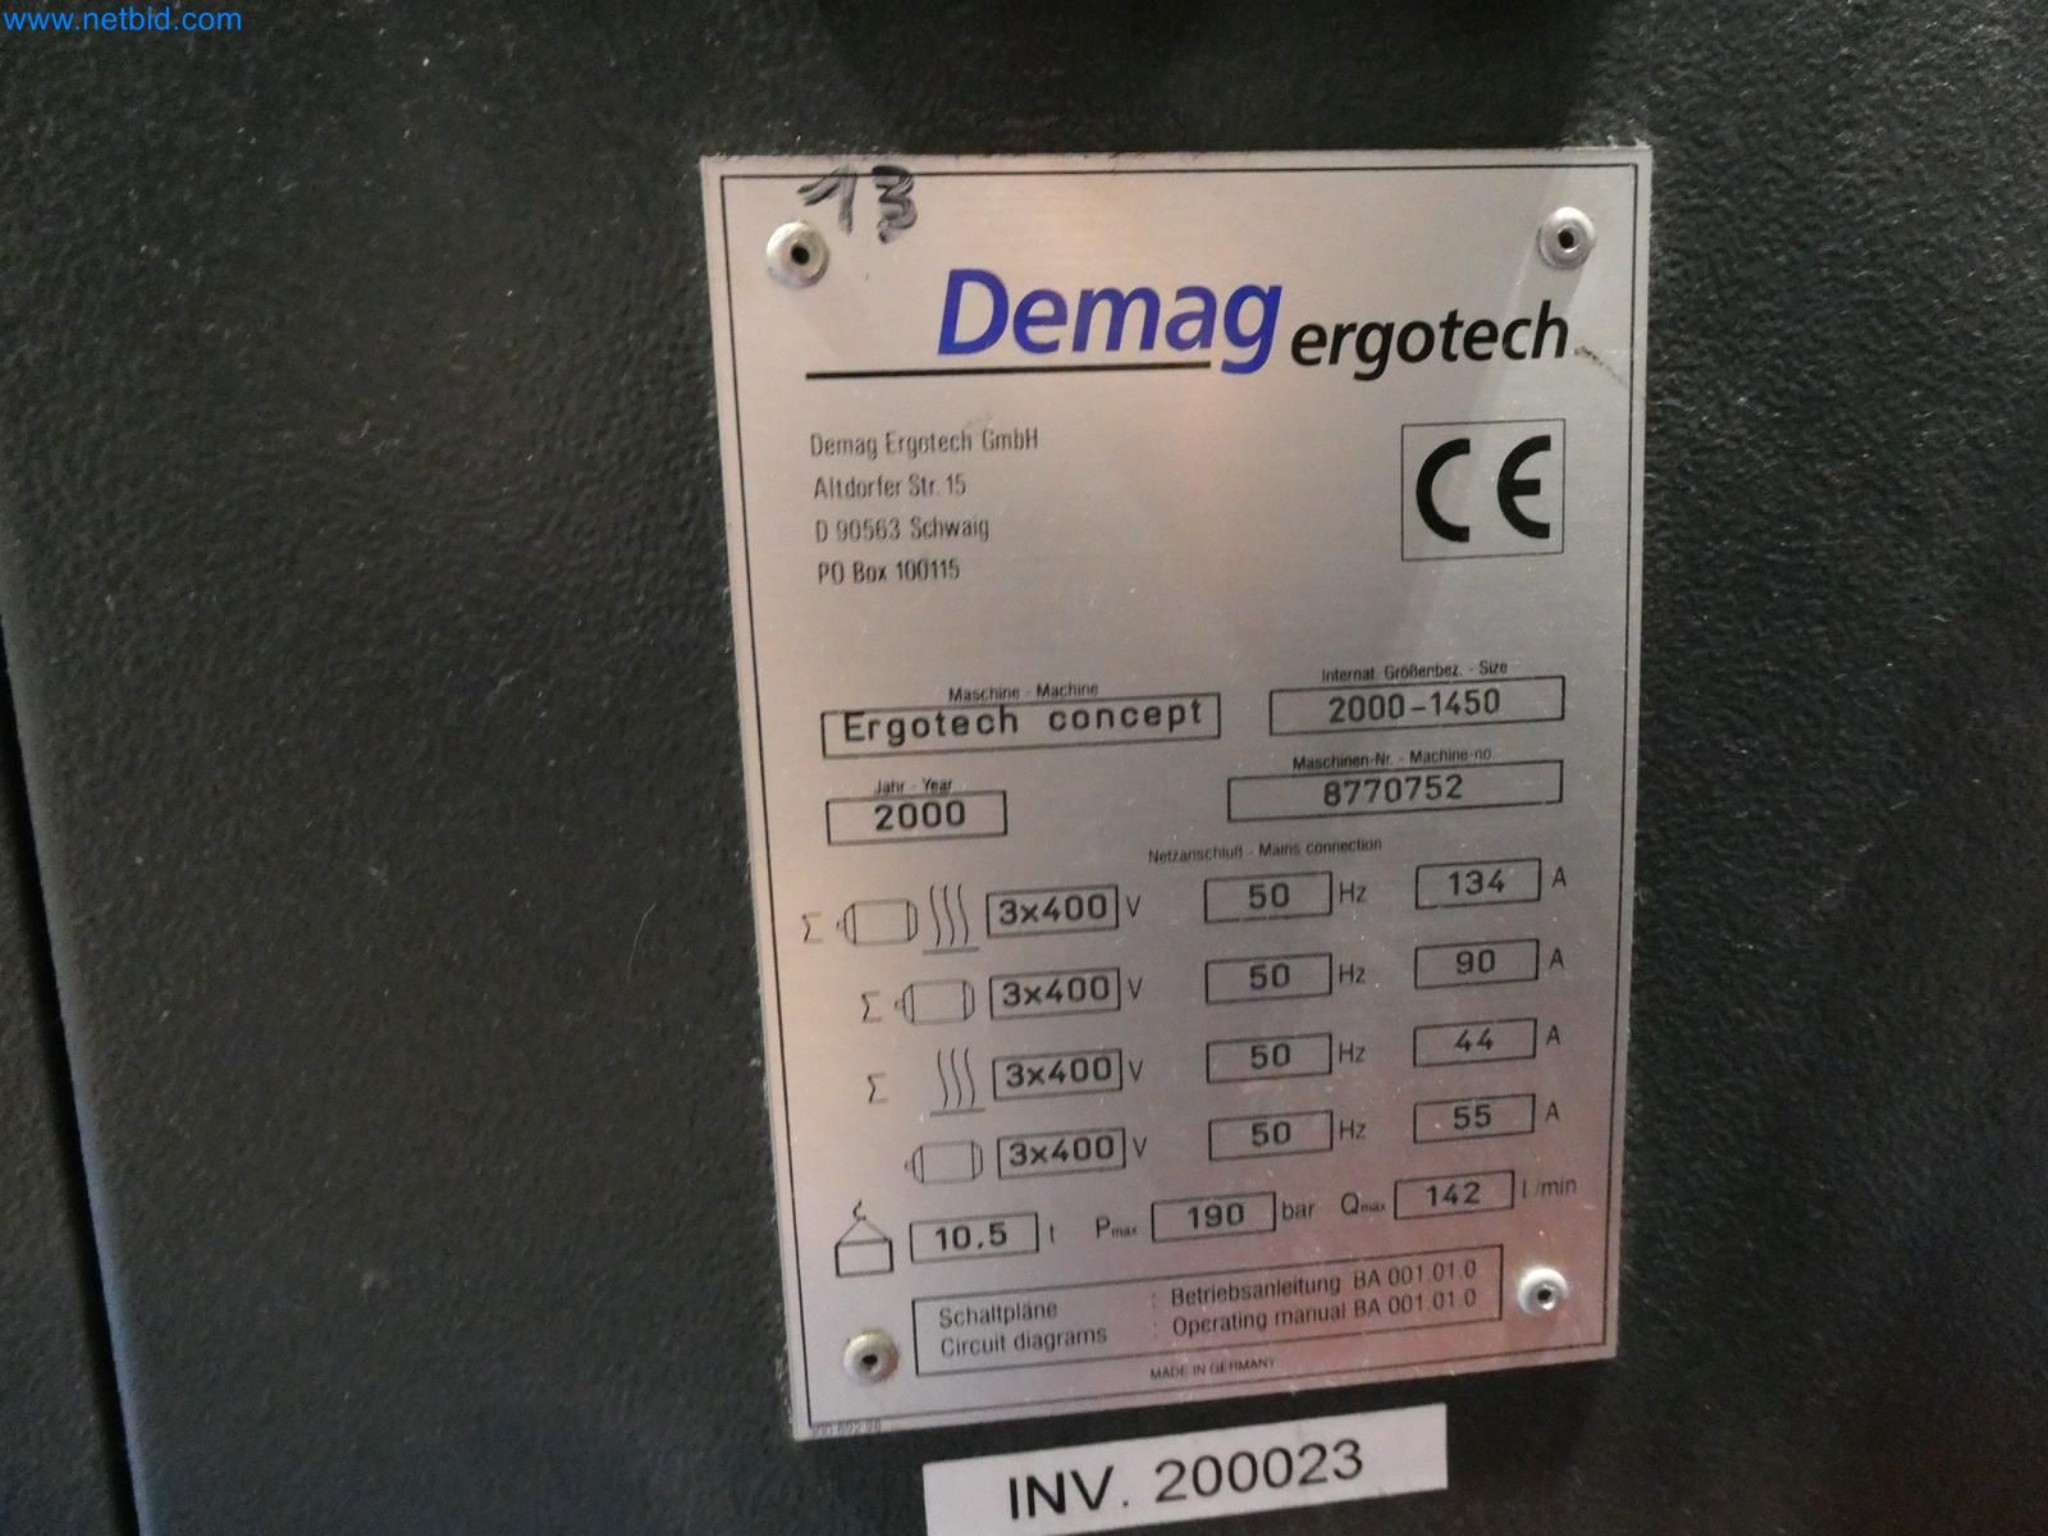 www.netbid.com
13
Demag ergotech
Demag Ergotech GmbH
Altdorfer Str. 15
D 90563 Schwaig
PO Box 100115
CE
Maschine - Machine
Ergotech concept
Internat. Größenbez. - Size
2000-1450
Jahr - Year
2000
Maschinen-Nr. - Machine-no.
8770752
Netzanschluß - Mains connection
Σ 3x400 V 50 Hz 134 A
Σ 3x400 V 50 Hz 90 A
Σ 3x400 V 50 Hz 44 A
3x400 V 50 Hz 55 A
10.5 t Pmax 190 bar Qmax 142 l/min
Schaltpläne : Betriebsanleitung BA 001.01.0
Circuit diagrams : Operating manual BA 001.01.0
MADE IN GERMANY
INV. 200023